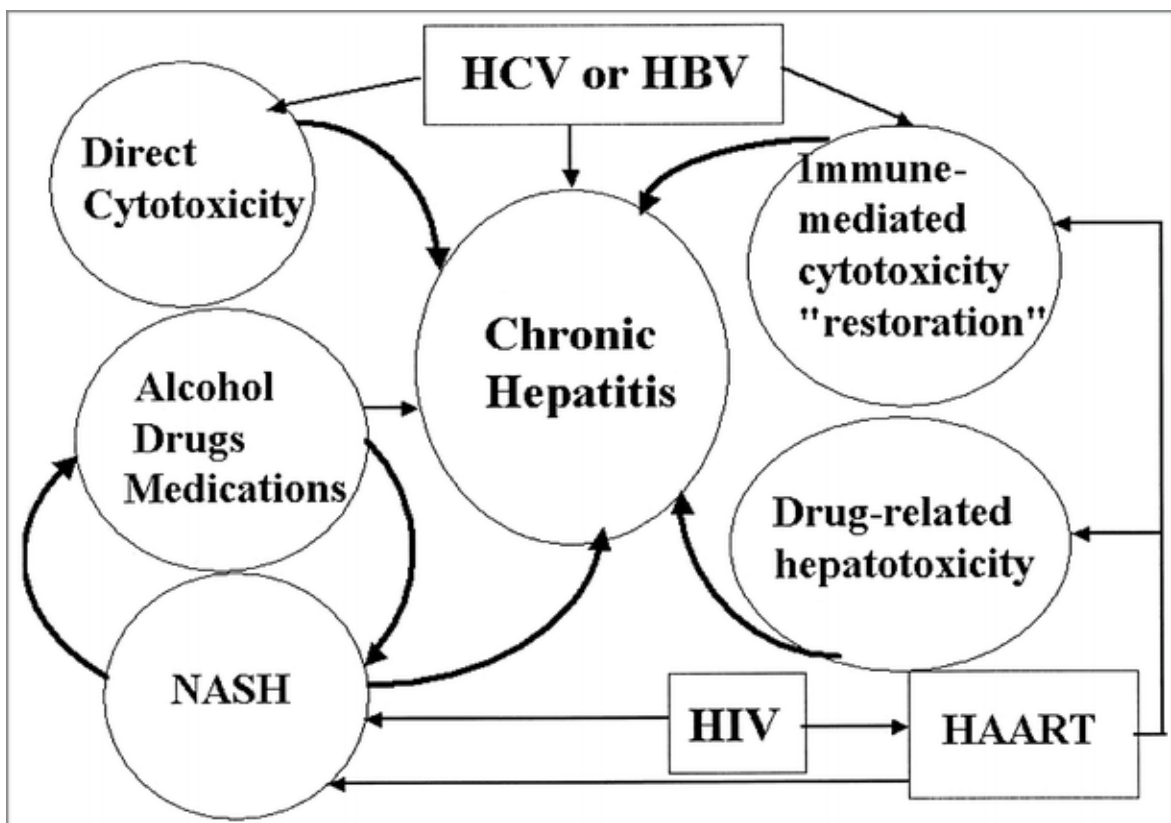 HCV or HBV
Direct
Cytotoxicity
Immune-
mediated
cytotoxicity
"restoration"
Chronic
Hepatitis
Alcohol
Drugs
Medications
Drug-related
hepatotoxicity
NASH
HIV
HAART